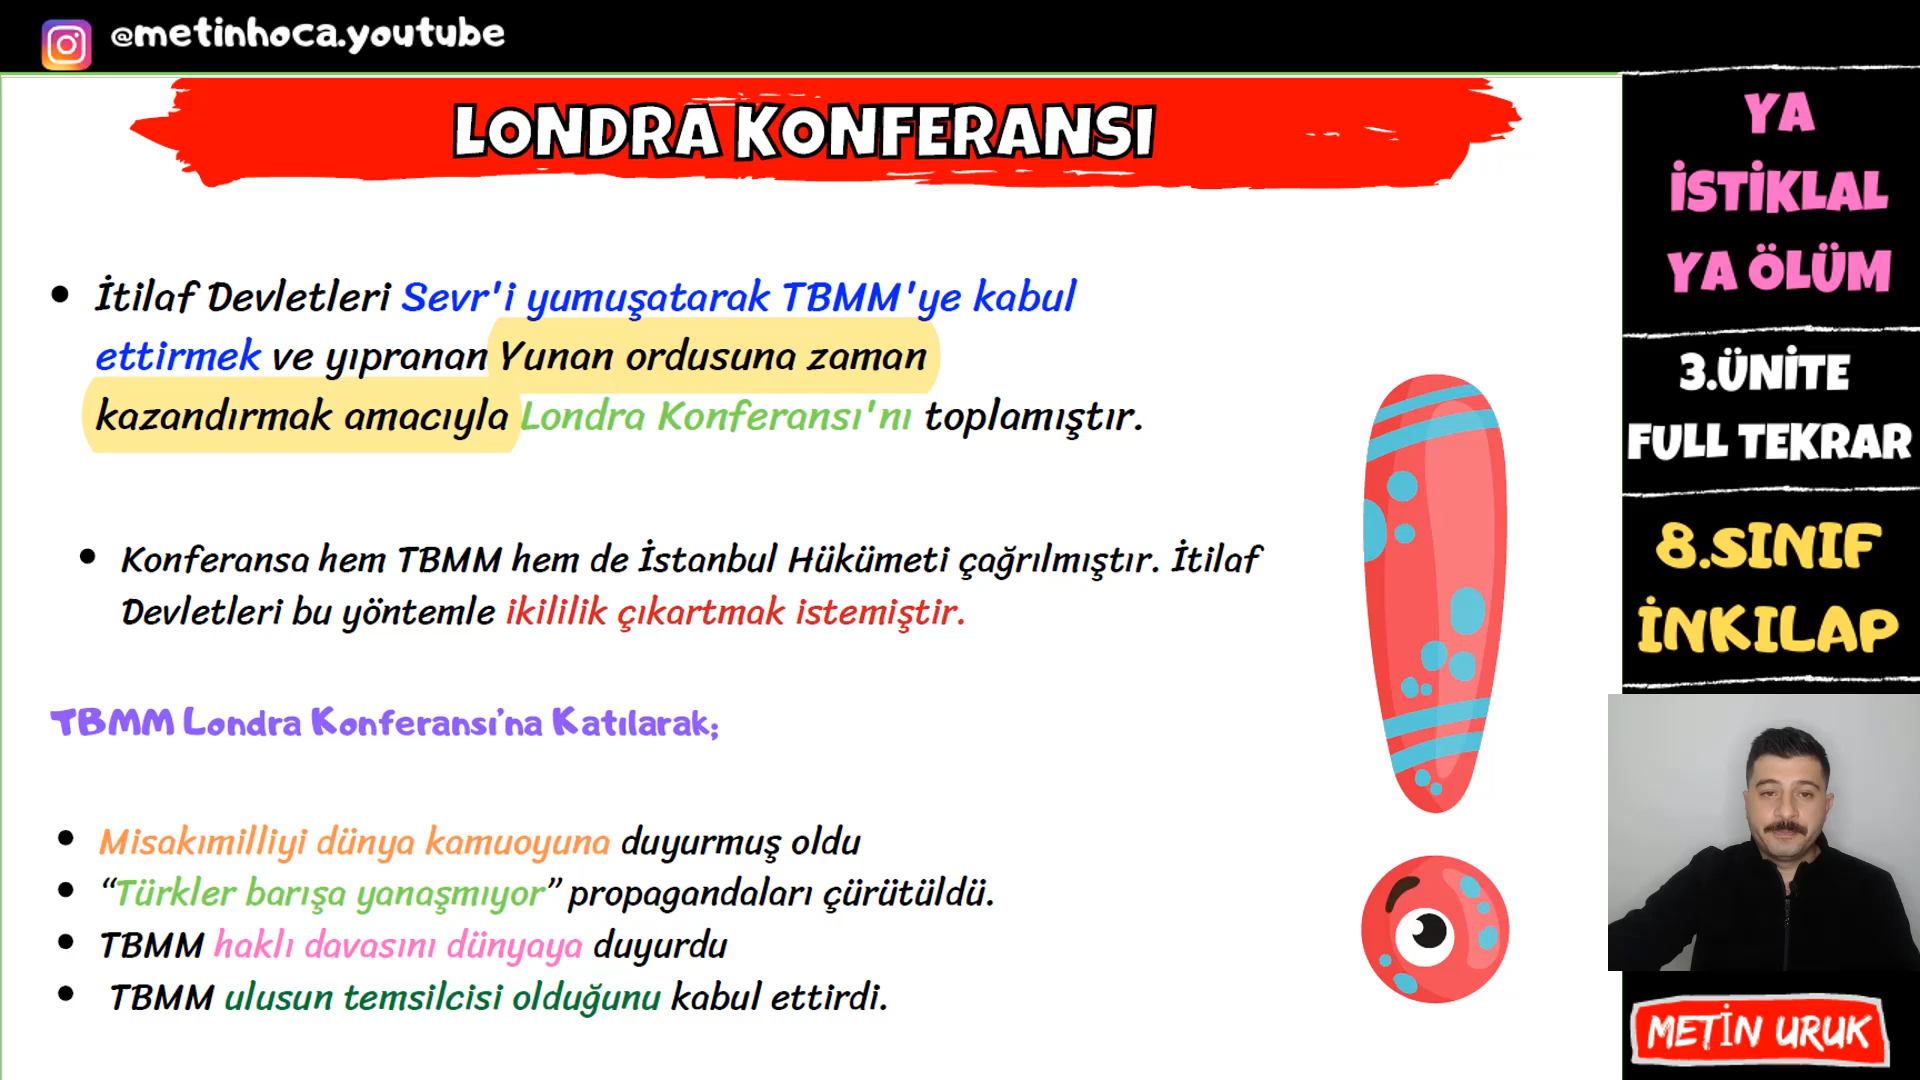 @metinhoca.youtube
LONDRA KONFERANSI
İtilaf Devletleri Sevr'i yumuşatarak TBMM'ye kabul
ettirmek ve yıpranan Yunan ordusuna zaman
kazandırmak amacıyla Londra Konferansı'nı toplamıştır.
Konferansa hem TBMM hem de İstanbul Hükümeti çağrılmıştır. İtilaf
Devletleri bu yöntemle ikililik çıkartmak istemiştir.
TBMM Londra Konferansı'na Katılarak;
Misakımilliyi dünya kamuoyuna duyurmuş oldu
“Türkler barışa yanaşmıyor” propagandaları çürütüldü.
TBMM haklı davasını dünyaya duyurdu
TBMM ulusun temsilcisi olduğunu kabul ettirdi.
YA
İSTİKLAL
YA ÖLÜM
3.ÜNİTE
FULL TEKRAR
8.SINIF
İNKILAP
METİN URUK